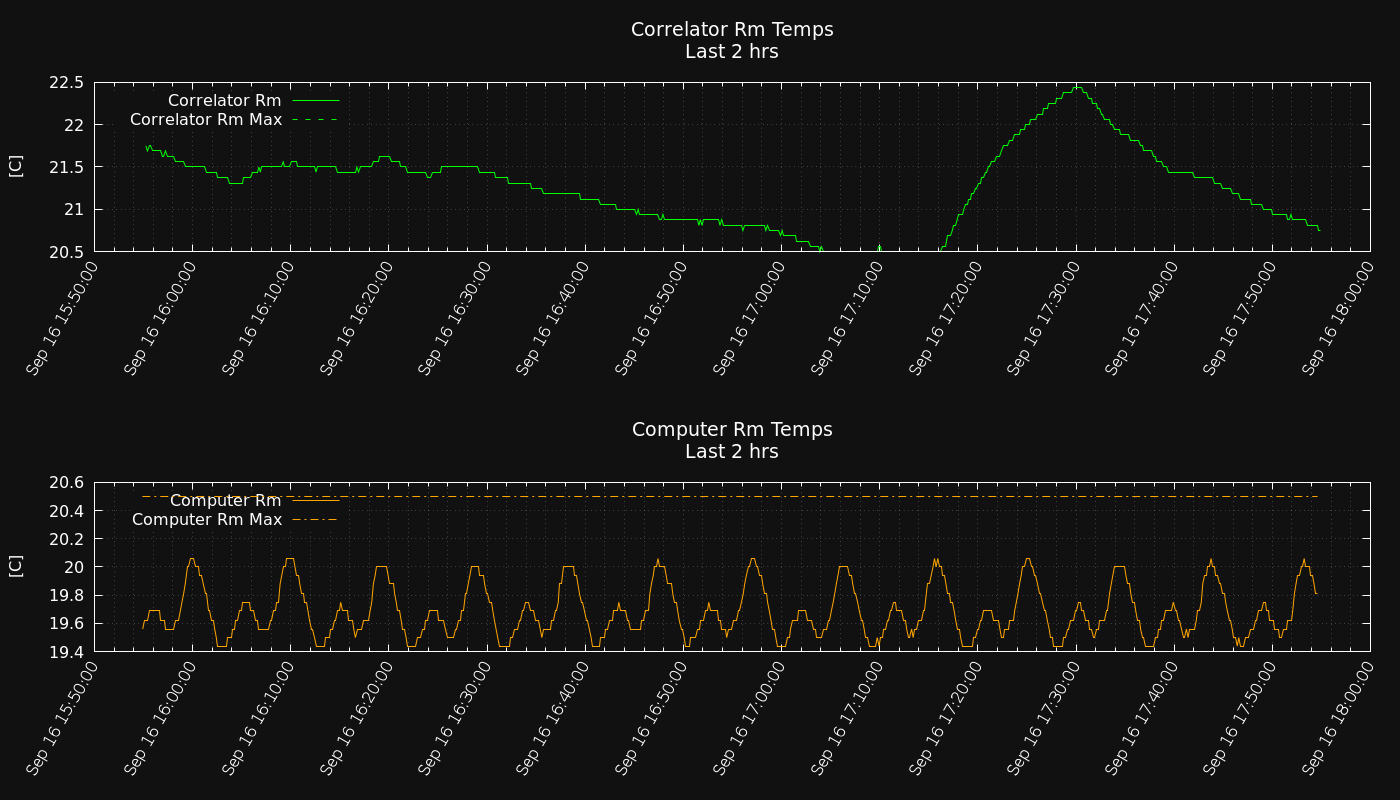 Correlator Rm Temps
Last 2 hrs
22.5
22
21.5
21
20.5
[C]
Correlator Rm
Correlator Rm Max
Sep 16 15:50:00
Sep 16 16:00:00
Sep 16 16:10:00
Sep 16 16:20:00
Sep 16 16:30:00
Sep 16 16:40:00
Sep 16 16:50:00
Sep 16 17:00:00
Sep 16 17:10:00
Sep 16 17:20:00
Sep 16 17:30:00
Sep 16 17:40:00
Sep 16 17:50:00
Sep 16 18:00:00
Computer Rm Temps
Last 2 hrs
20.6
20.4
20.2
20
19.8
19.6
19.4
[C]
Computer Rm
Computer Rm Max
Sep 16 15:50:00
Sep 16 16:00:00
Sep 16 16:10:00
Sep 16 16:20:00
Sep 16 16:30:00
Sep 16 16:40:00
Sep 16 16:50:00
Sep 16 17:00:00
Sep 16 17:10:00
Sep 16 17:20:00
Sep 16 17:30:00
Sep 16 17:40:00
Sep 16 17:50:00
Sep 16 18:00:00